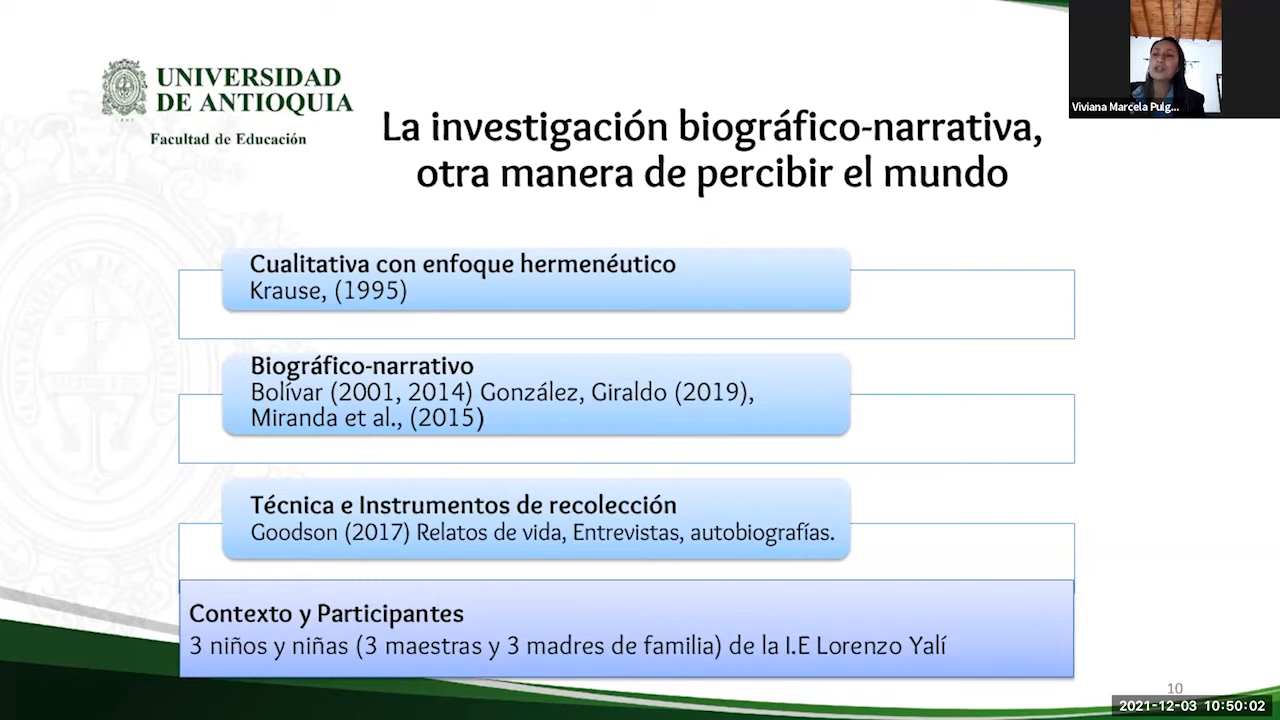 UNIVERSIDAD
DE ANTIOQUIA
Facultad de Educación
Viviana Marcela Pulg...
La investigación biográfico-narrativa,
otra manera de percibir el mundo
Cualitativa con enfoque hermenéutico
Krause, (1995)
Biográfico-narrativo
Bolívar (2001, 2014) González, Giraldo (2019),
Miranda et al., (2015)
Técnica e Instrumentos de recolección
Goodson (2017) Relatos de vida, Entrevistas, autobiografías.
Contexto y Participantes
3 niños y niñas (3 maestras y 3 madres de familia) de la I.E Lorenzo Yalí
10
2021-12-03 10:50:02